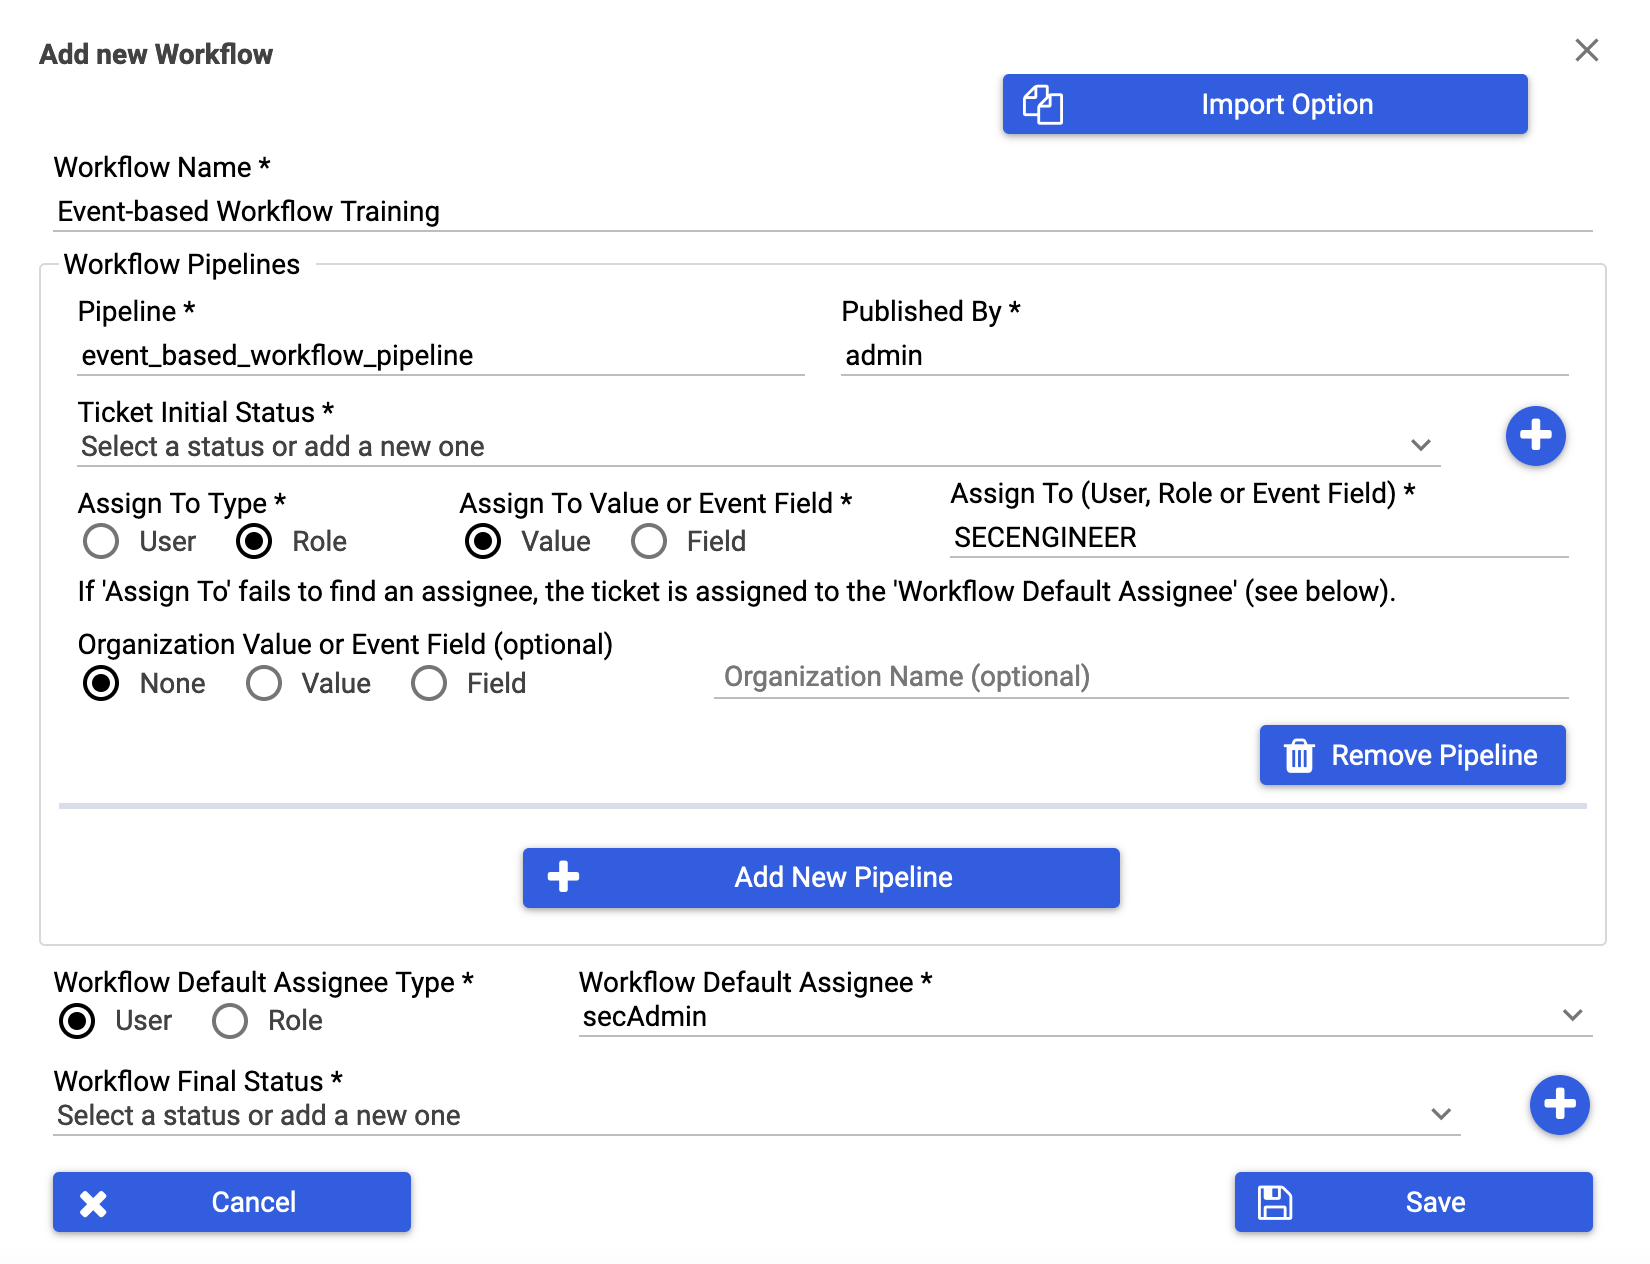 Add new Workflow
Import Option
Workflow Name *
Event-based Workflow Training
Workflow Pipelines
Pipeline *
Published By *
event_based_workflow_pipeline
admin
Ticket Initial Status *
Select a status or add a new one
Assign To Type *
Assign To Value or Event Field *
Assign To (User, Role or Event Field) *
User
Role
Value
Field
SECENGINEER
If 'Assign To' fails to find an assignee, the ticket is assigned to the 'Workflow Default Assignee' (see below).
Organization Value or Event Field (optional)
None
Value
Field
Organization Name (optional)
Remove Pipeline
Add New Pipeline
Workflow Default Assignee Type *
Workflow Default Assignee *
User
Role
secAdmin
Workflow Final Status *
Select a status or add a new one
Cancel
Save